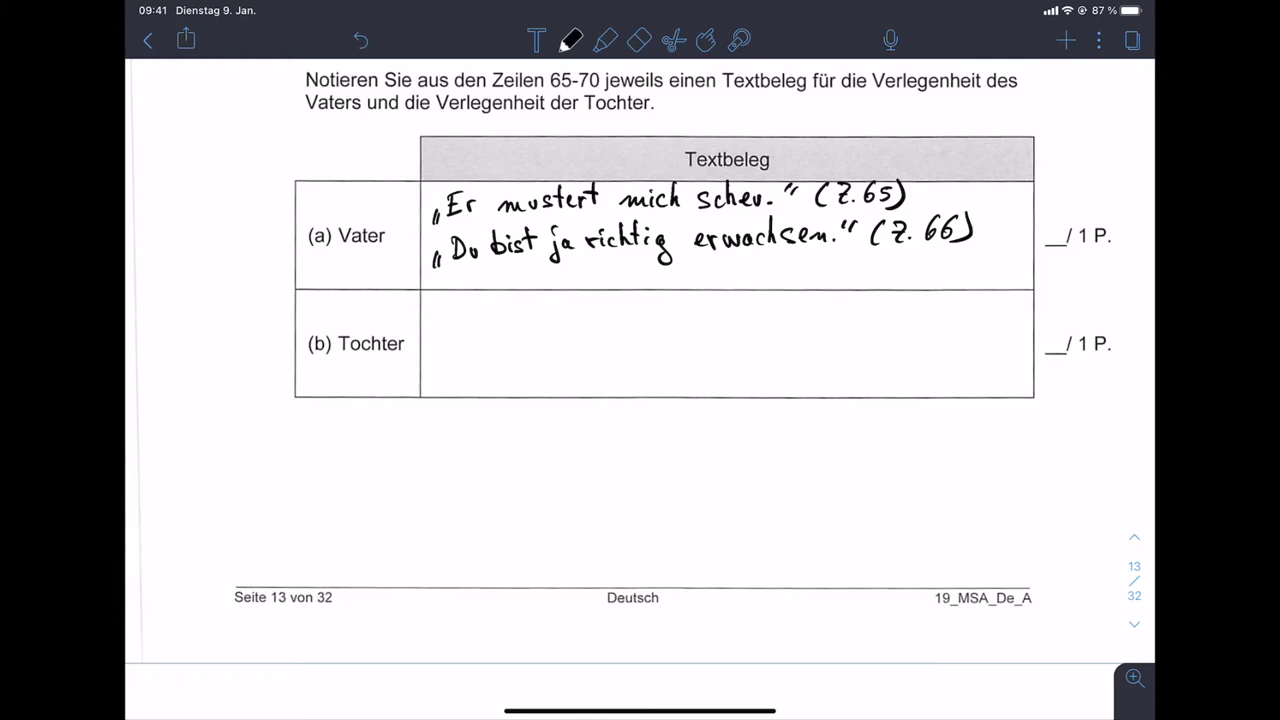 09:41 Dienstag 9. Jan.
87 %
Notieren Sie aus den Zeilen 65-70 jeweils einen Textbeleg für die Verlegenheit des
Vaters und die Verlegenheit der Tochter.
Textbeleg
„Er mustert mich scheu.“ (Z. 65)
„Du bist ja richtig erwachsen.“ (Z. 66)
(a) Vater
__/ 1 P.
(b) Tochter
__/ 1 P.
13
/
32
Seite 13 von 32 Deutsch 19_MSA_De_A